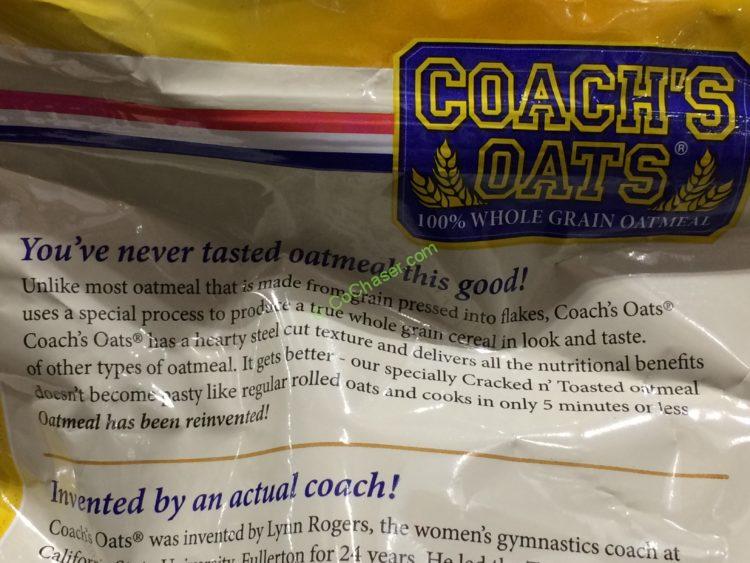 COACH'S
OATS®
100% WHOLE GRAIN OATMEAL
You've never tasted oatmeal this good!
Unlike most oatmeal that is made from grain pressed into flakes, Coach's Oats®
uses a special process to produce a true whole grain cereal in look and taste.
Coach's Oats® has a hearty steel cut texture and delivers all the nutritional benefits
of other types of oatmeal. It gets better - our specially Cracked n' Toasted oatmeal
doesn't become pasty like regular rolled oats and cooks in only 5 minutes or less
Oatmeal has been reinvented!
CoChaser.com
Invented by an actual coach!
Coach's Oats® was invented by Lynn Rogers, the women's gymnastics coach at
Fullerton for 24 years. He led the